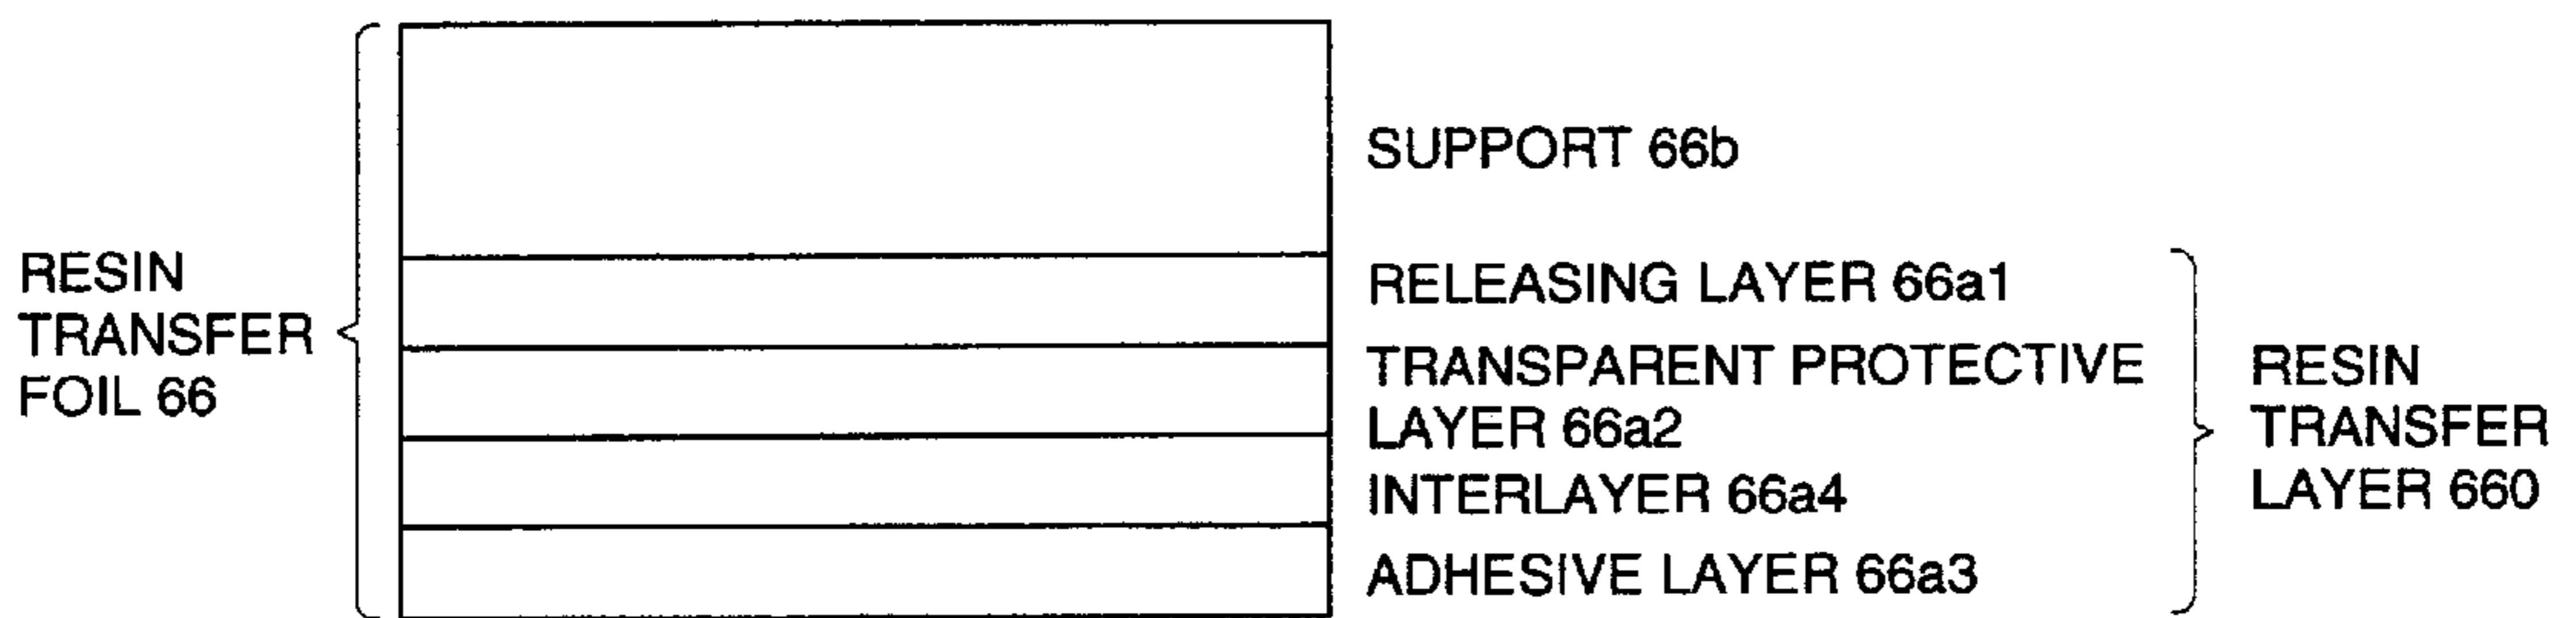 RESIN
TRANSFER
FOIL 66
SUPPORT 66b
RELEASING LAYER 66a1
TRANSPARENT PROTECTIVE
LAYER 66a2
INTERLAYER 66a4
ADHESIVE LAYER 66a3
RESIN
TRANSFER
LAYER 660